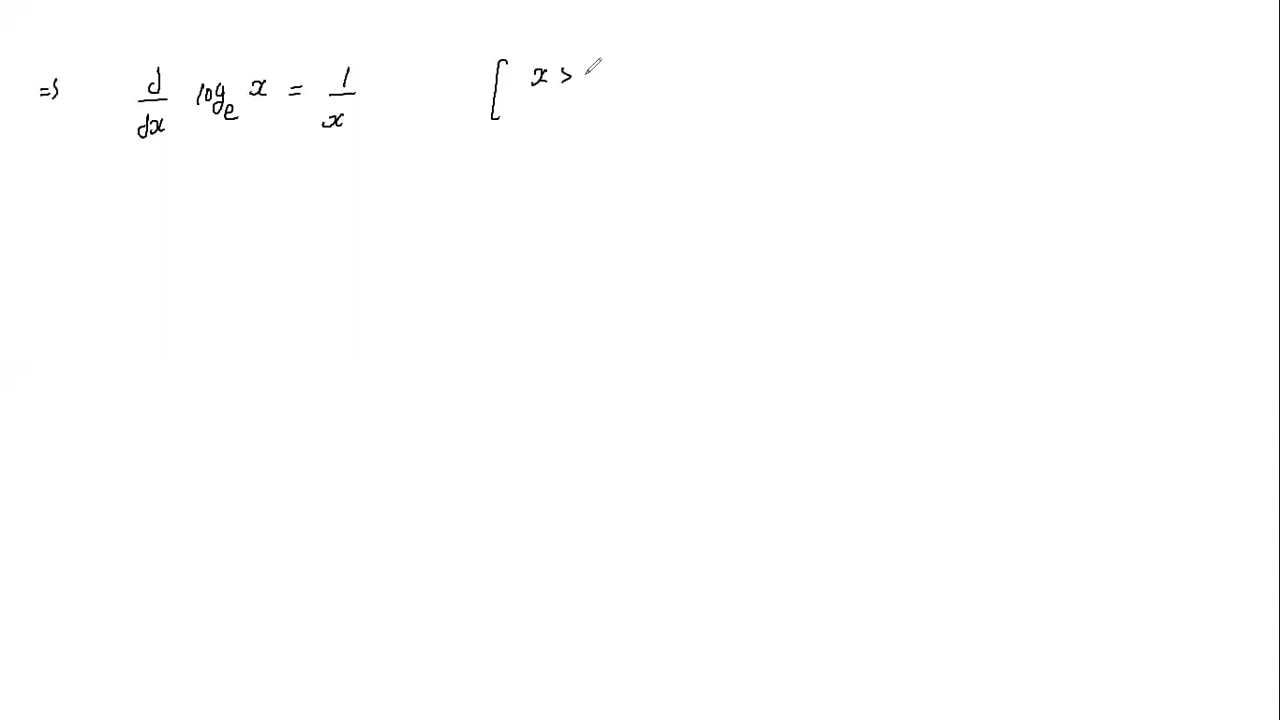 ⇒ d/dx log_e x = 1/x [ x >